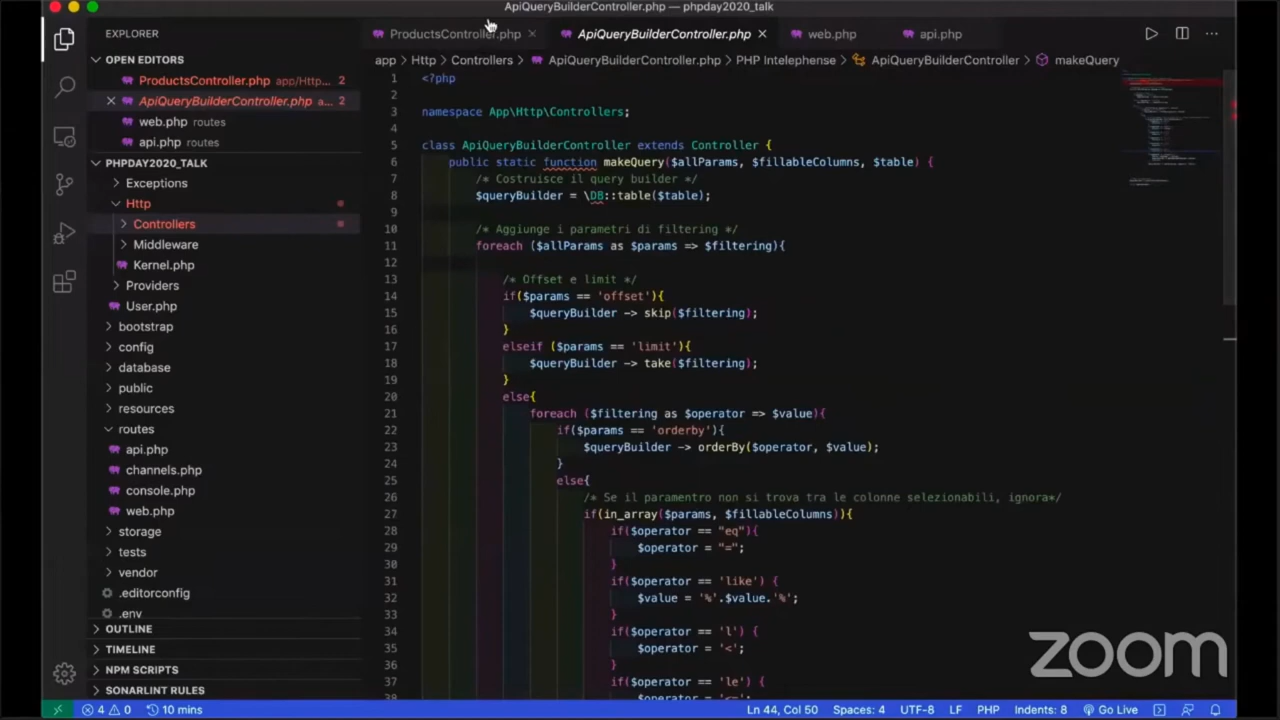 ApiQueryBuilderController.php — phpday2020_talk
EXPLORER
ProductsController.php
ApiQueryBuilderController.php
web.php
api.php
app > Http > Controllers > ApiQueryBuilderController.php > PHP Intelephense > ApiQueryBuilderController > makeQuery
OPEN EDITORS
ProductsController.php app/Http... 2
ApiQueryBuilderController.php a... 2
web.php routes
api.php routes
PHPDAY2020_TALK
Exceptions
Http
Controllers
Middleware
Kernel.php
Providers
User.php
bootstrap
config
database
public
resources
routes
api.php
channels.php
console.php
web.php
storage
tests
vendor
.editorconfig
.env
OUTLINE
TIMELINE
NPM SCRIPTS
SONARLINT RULES
1 <?php
2
3 namespace App\Http\Controllers;
4
5 class ApiQueryBuilderController extends Controller {
6 public static function makeQuery($allParams, $fillableColumns, $table) {
7 /* Costruisce il query builder */
8 $queryBuilder = \DB::table($table);
9
10 /* Aggiunge i parametri di filtering */
11 foreach ($allParams as $params => $filtering){
12
13 /* Offset e limit */
14 if($params == 'offset'){
15 $queryBuilder -> skip($filtering);
16 }
17 elseif ($params == 'limit'){
18 $queryBuilder -> take($filtering);
19 }
20 else{
21 foreach ($filtering as $operator => $value){
22 if($params == 'orderby'){
23 $queryBuilder -> orderBy($operator, $value);
24 }
25 else{
26 /* Se il paramentro non si trova tra le colonne selezionabili, ignora*/
27 if(in_array($params, $fillableColumns)){
28 if($operator == "eq"){
29 $operator = "=";
30 }
31 if($operator == 'like') {
32 $value = '%'.$value.'%';
33 }
34 if($operator == 'l') {
35 $operator = '<';
36 }
37 if($operator == 'le') {
38 $operator = '<=';
zoom
4 0 10 mins
Ln 44, Col 50 Spaces: 4 UTF-8 LF PHP Indents: 8 Go Live